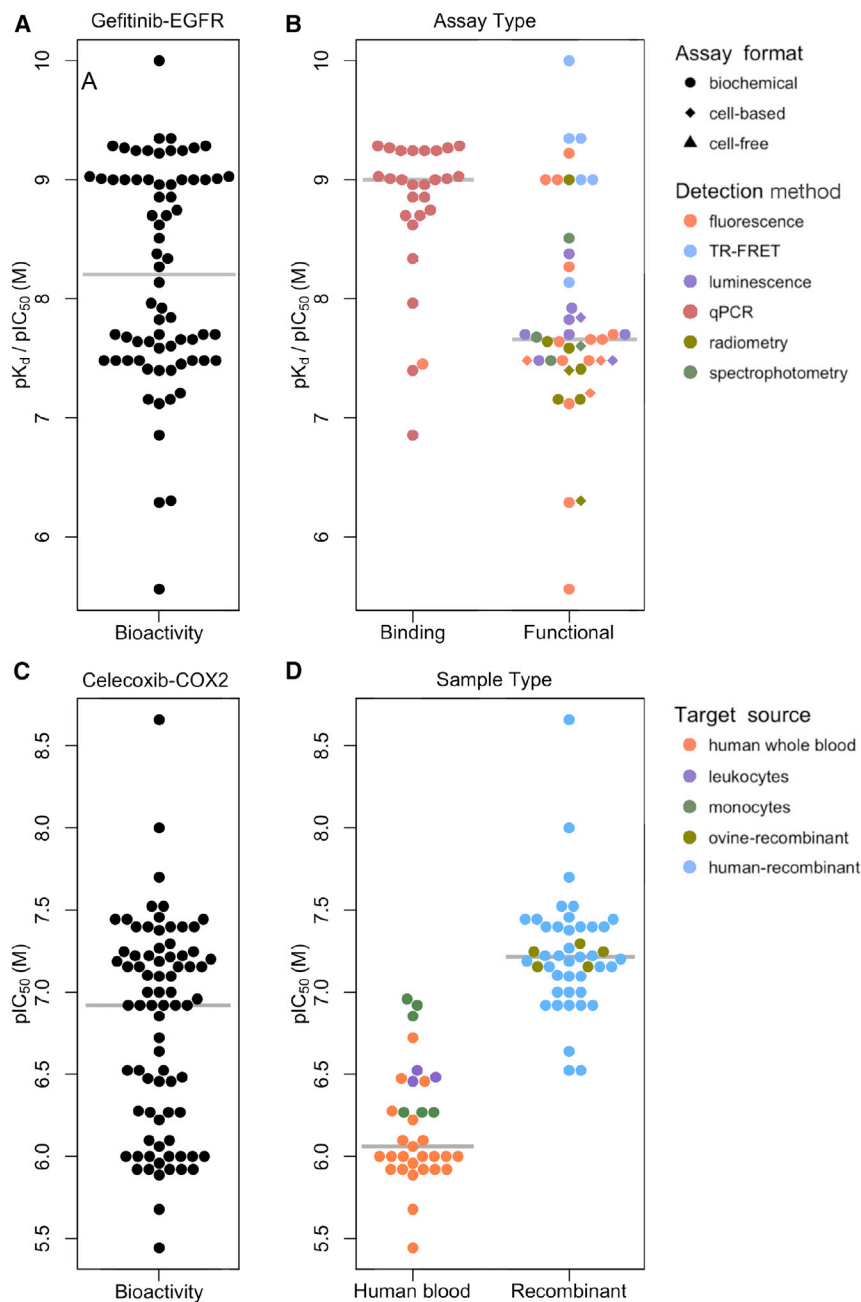 A
Gefitinib-EGFR
A
pKd / pIC50 (M)
10
9
8
7
6
Bioactivity
B
Assay Type
pKd / pIC50 (M)
10
9
8
7
6
Binding
Functional
Assay format
biochemical
cell-based
cell-free
Detection method
fluorescence
TR-FRET
luminescence
qPCR
radiometry
spectrophotometry
C
Celecoxib-COX2
pIC50 (M)
8.5
8.0
7.5
7.0
6.5
6.0
5.5
Bioactivity
D
Sample Type
pIC50 (M)
8.5
8.0
7.5
7.0
6.5
6.0
5.5
Human blood
Recombinant
Target source
human whole blood
leukocytes
monocytes
ovine-recombinant
human-recombinant